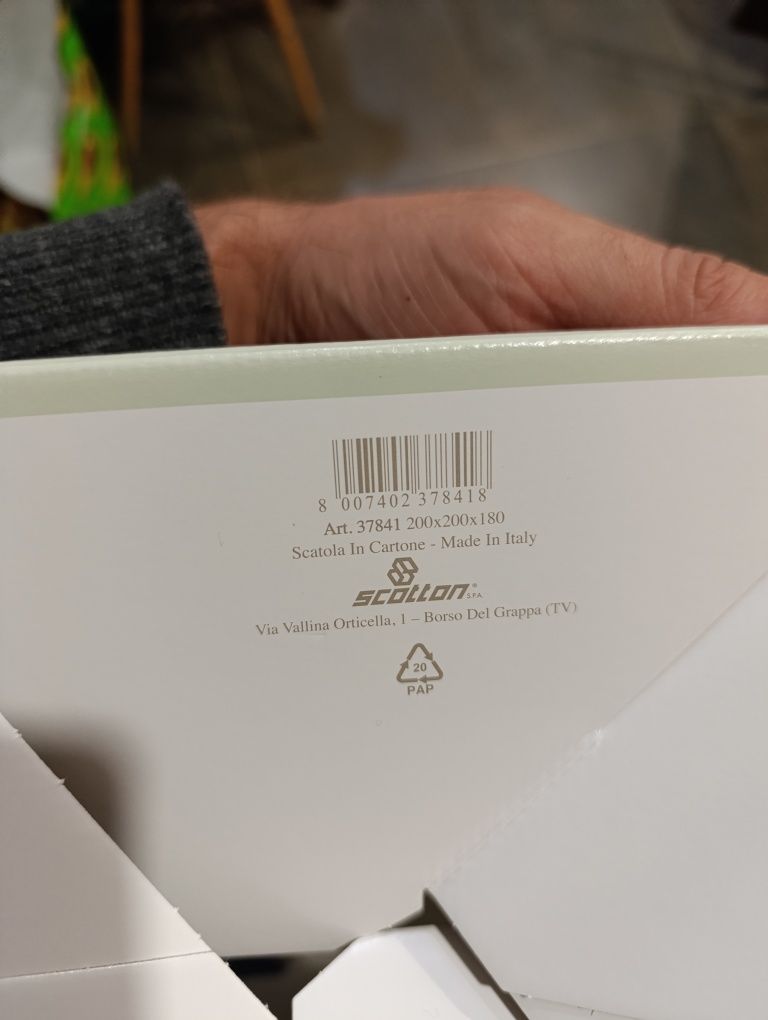 8 007402 378418
Art. 37841 200x200x180
Scatola In Cartone - Made In Italy
scotton® S.P.A.
Via Vallina Orticella, 1 – Borso Del Grappa (TV)
20
PAP